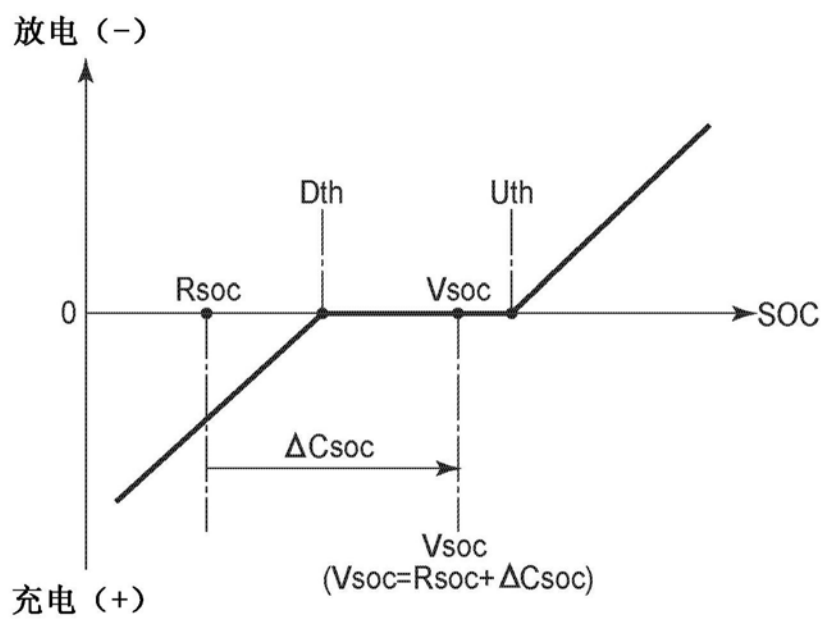 放电（−）
Dth
Uth
Rsoc
Vsoc
0
SOC
ΔCsoc
Vsoc
(Vsoc=Rsoc+ΔCsoc)
充电（+）